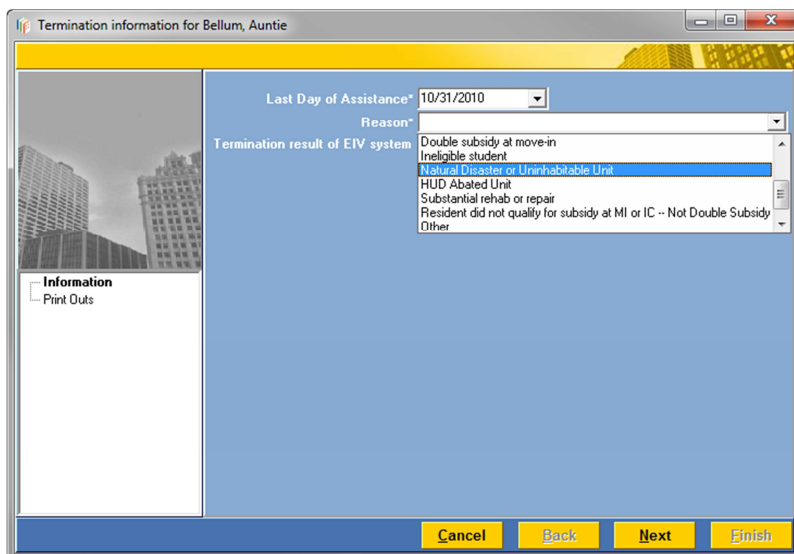 Termination information for Bellum, Auntie
Last Day of Assistance* 10/31/2010
Reason*
Termination result of EIV system
Double subsidy at move-in
Ineligible student
Natural Disaster or Uninhabitable Unit
HUD Abated Unit
Substantial rehab or repair
Resident did not qualify for subsidy at MI or IC -- Not Double Subsidy
Other
Information
Print Outs
Cancel Back Next Finish